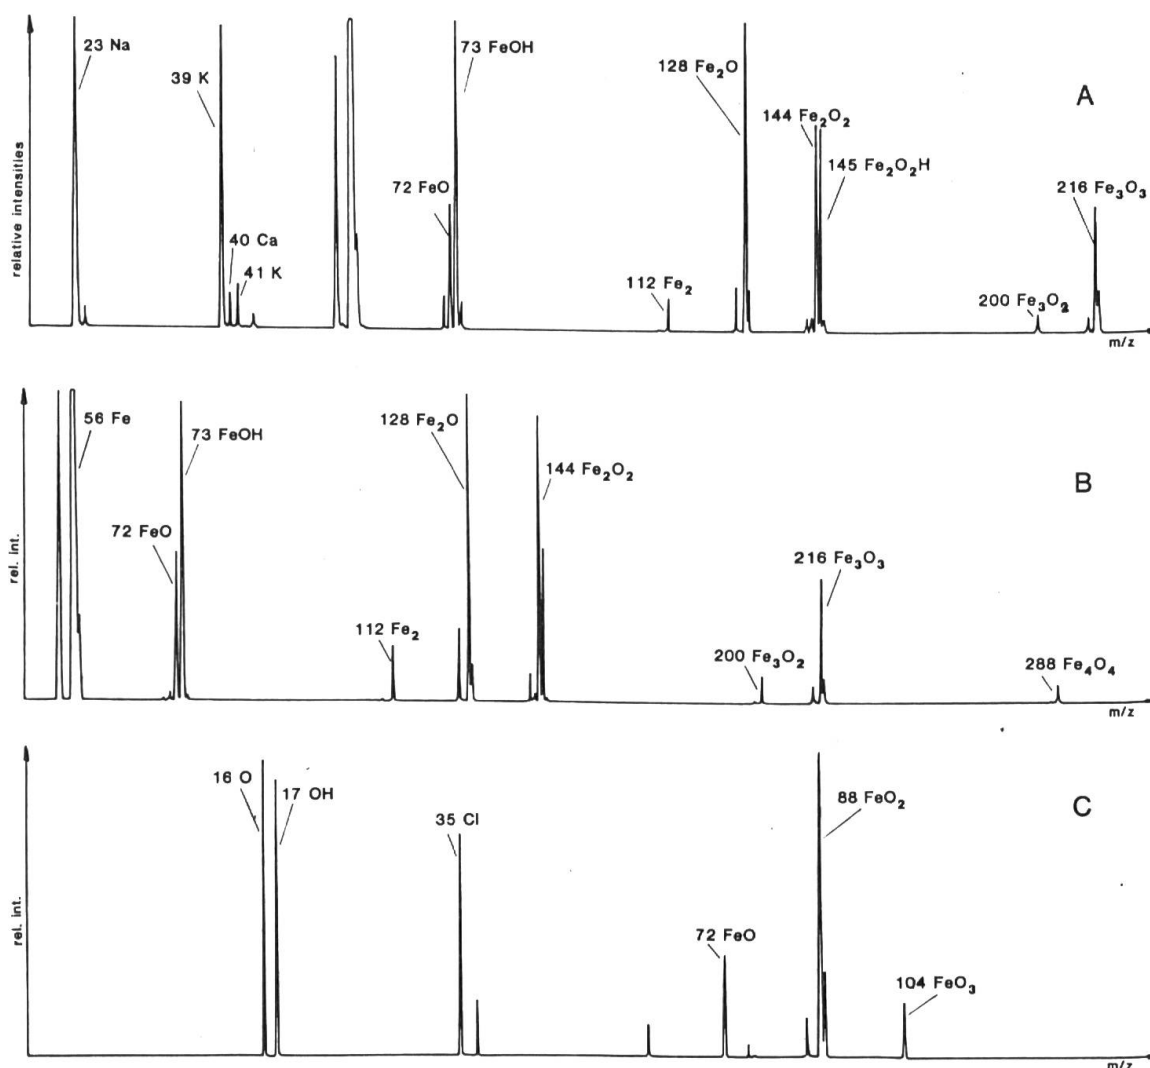 23 Na
39 K
40 Ca
41 K
72 FeO
73 FeOH
112 Fe₂
128 Fe₂O
144 Fe₂O₂
145 Fe₂O₂H
200 Fe₃O₂
216 Fe₃O₃
A
relative intensities
m/z
56 Fe
72 FeO
73 FeOH
112 Fe₂
128 Fe₂O
144 Fe₂O₂
200 Fe₃O₂
216 Fe₃O₃
288 Fe₄O₄
B
rel. int.
m/z
16 O
17 OH
35 Cl
72 FeO
88 FeO₂
104 FeO₃
C
rel. int.
m/z